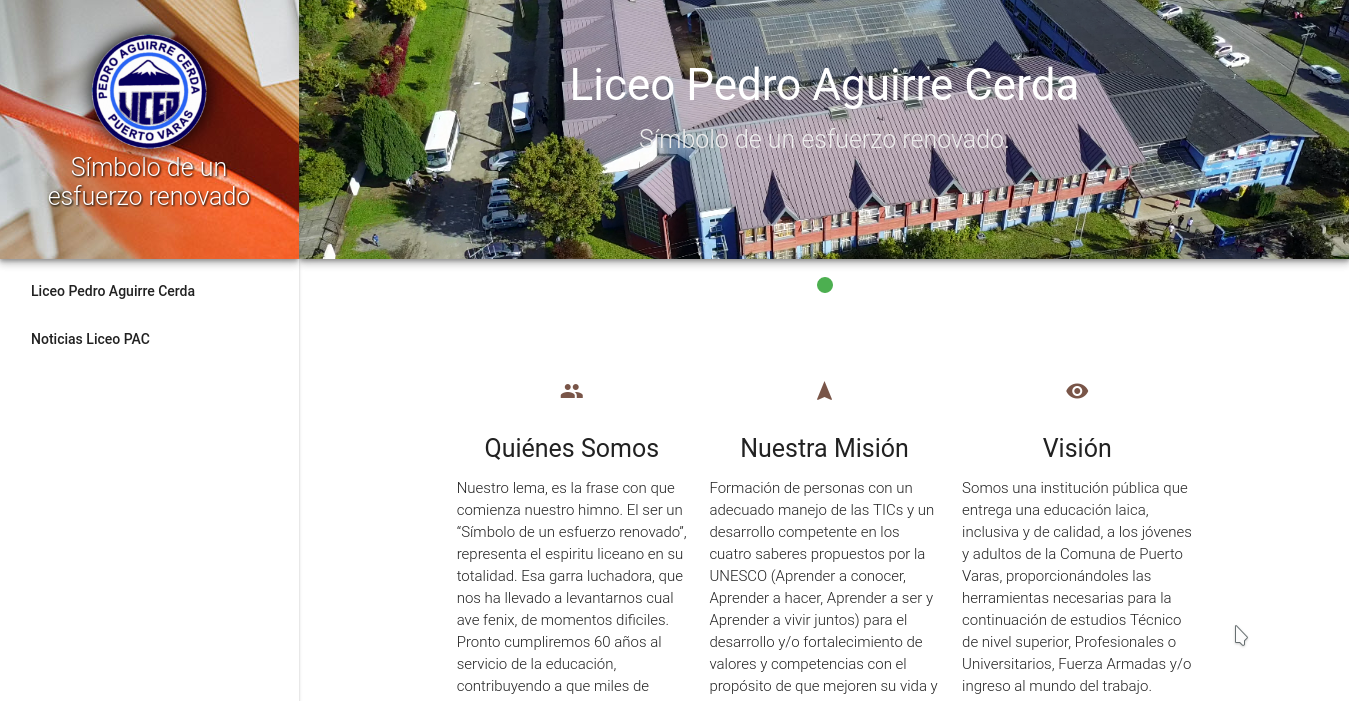 PEDRO AGUIRRE CERDA
LICEO
PUERTO VARAS
Símbolo de un
esfuerzo renovado
Liceo Pedro Aguirre Cerda
Noticias Liceo PAC
Liceo Pedro Aguirre Cerda
Símbolo de un esfuerzo renovado.
Quiénes Somos
Nuestro lema, es la frase con que
comienza nuestro himno. El ser un
“Símbolo de un esfuerzo renovado”,
representa el espiritu liceano en su
totalidad. Esa garra luchadora, que
nos ha llevado a levantarnos cual
ave fenix, de momentos dificiles.
Pronto cumpliremos 60 años al
servicio de la educación,
contribuyendo a que miles de
Nuestra Misión
Formación de personas con un
adecuado manejo de las TICs y un
desarrollo competente en los
cuatro saberes propuestos por la
UNESCO (Aprender a conocer,
Aprender a hacer, Aprender a ser y
Aprender a vivir juntos) para el
desarrollo y/o fortalecimiento de
valores y competencias con el
propósito de que mejoren su vida y
Visión
Somos una institución pública que
entrega una educación laica,
inclusiva y de calidad, a los jóvenes
y adultos de la Comuna de Puerto
Varas, proporcionándoles las
herramientas necesarias para la
continuación de estudios Técnico
de nivel superior, Profesionales o
Universitarios, Fuerza Armadas y/o
ingreso al mundo del trabajo.